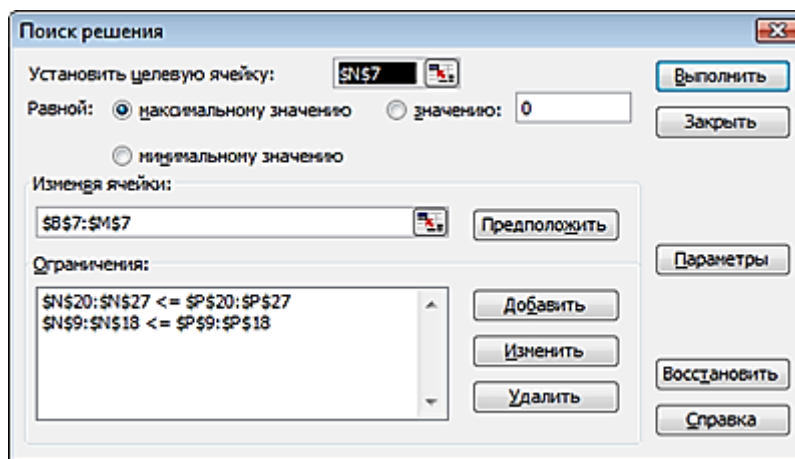 Поиск решения
Установить целевую ячейку: $N$7
Равной: максимальному значению значению: 0
минимальному значению
Изменяя ячейки:
$B$7:$M$7
Предположить
Ограничения:
$N$20:$N$27 <= $P$20:$P$27
$N$9:$N$18 <= $P$9:$P$18
Добавить
Изменить
Удалить
Выполнить
Закрыть
Параметры
Восстановить
Справка